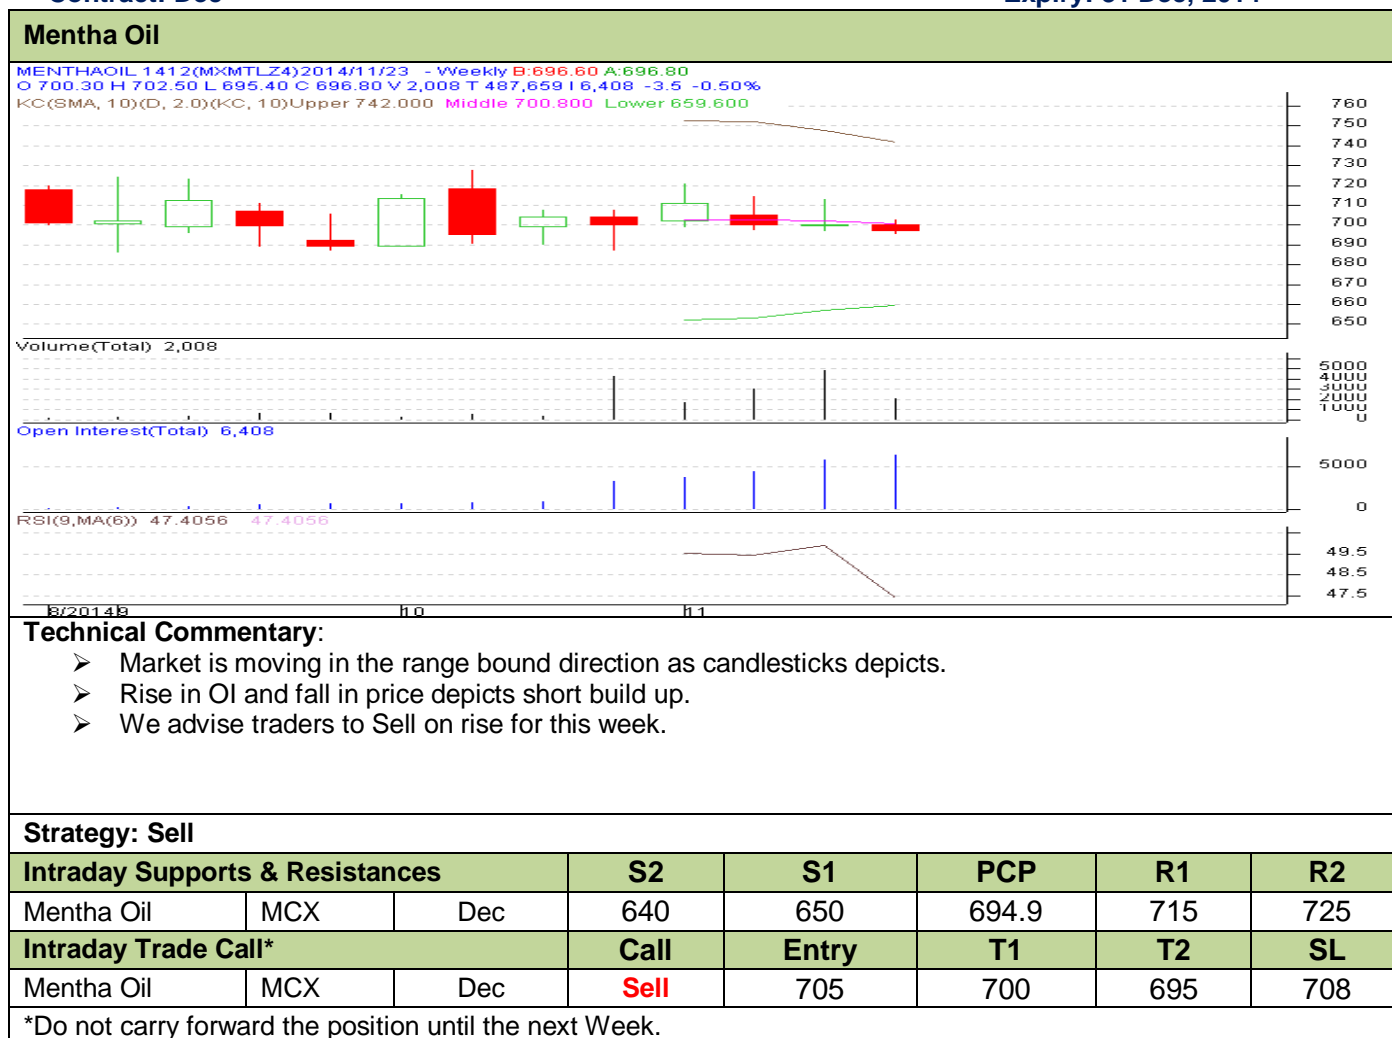 Mentha Oil
MENTHAOIL 1412(MXMTLZ4)2014/11/23 - Weekly B:696.60 A:696.80
O 700.30 H 702.50 L 695.40 C 696.80 V 2,008 T 487,659 I 6,408 -3.5 -0.50%
KC(SMA, 10)(D, 2.0)(KC, 10)Upper 742.000 Middle 700.800 Lower 659.600
760
750
740
730
720
710
700
690
680
670
660
650
Volume(Total) 2,008
5000
4000
3000
2000
1000
0
Open Interest(Total) 6,408
5000
0
RSI(9,MA(6)) 47.4056 47.4056
49.5
48.5
47.5
8/2014 9 10 11
Technical Commentary:
➢ Market is moving in the range bound direction as candlesticks depicts.
➢ Rise in OI and fall in price depicts short build up.
➢ We advise traders to Sell on rise for this week.
Strategy: Sell
Intraday Supports & Resistances S2 S1 PCP R1 R2
Mentha Oil MCX Dec 640 650 694.9 715 725
Intraday Trade Call* Call Entry T1 T2 SL
Mentha Oil MCX Dec Sell 705 700 695 708
*Do not carry forward the position until the next Week.